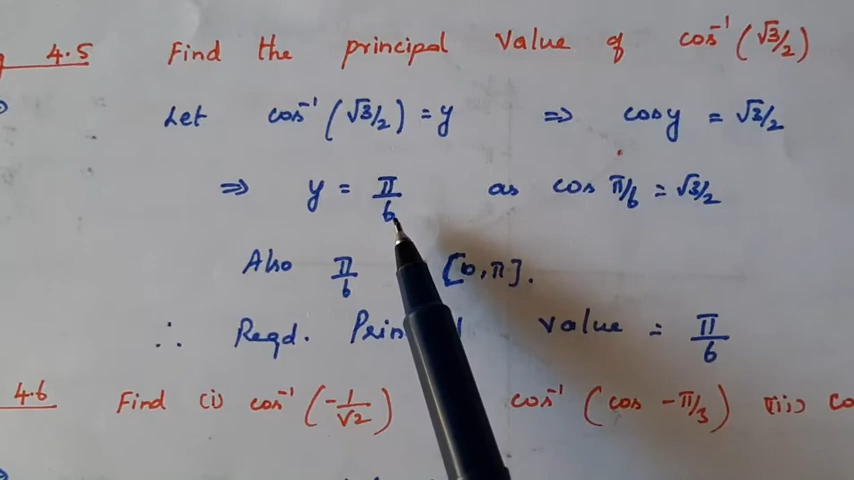 4.5 Find the principal value of cos⁻¹(√3/2)
Let cos⁻¹(√3/2) = y ⇒ cos y = √3/2
⇒ y = π/6 as cos π/6 = √3/2
Also π/6 [0, π].
∴ Reqd. value = π/6
4.6 Find (i) cos⁻¹(-1/√2) cos⁻¹(cos -π/3) (iii)